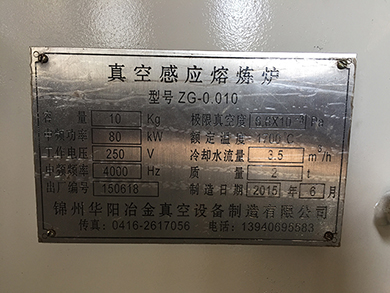 真空感应熔炼炉
型号 ZG-0.010
容量 10 Kg 极限真空度 Pa
中频功率 80 kW 额定温度 1700 ℃
工作电压 250 V 冷却水流量 3.5 m³/h
中频频率 4000 Hz 质量 2 t
出厂编号 150618 制造日期 2015 年 6 月
锦州华阳冶金真空设备制造有限公司
传真: 0416-2617056 电话: 13940695583